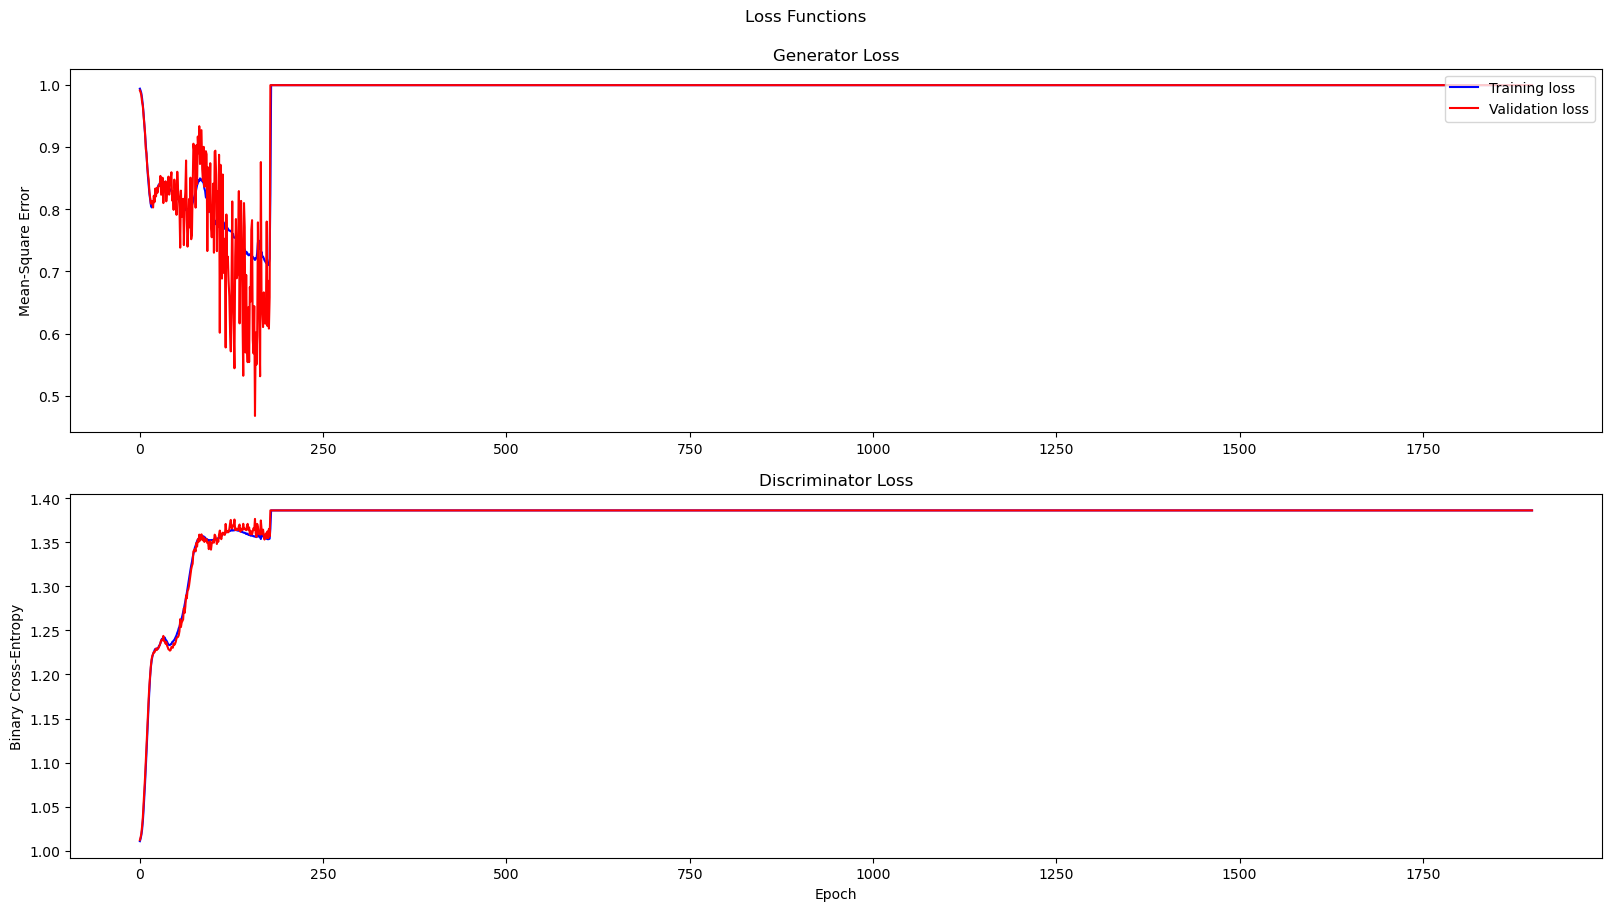 Loss Functions
Generator Loss
Mean-Square Error
1.0
0.9
0.8
0.7
0.6
0.5
Training loss
Validation loss
0 250 500 750 1000 1250 1500 1750
Discriminator Loss
Binary Cross-Entropy
1.40
1.35
1.30
1.25
1.20
1.15
1.10
1.05
1.00
0 250 500 750 1000 1250 1500 1750
Epoch